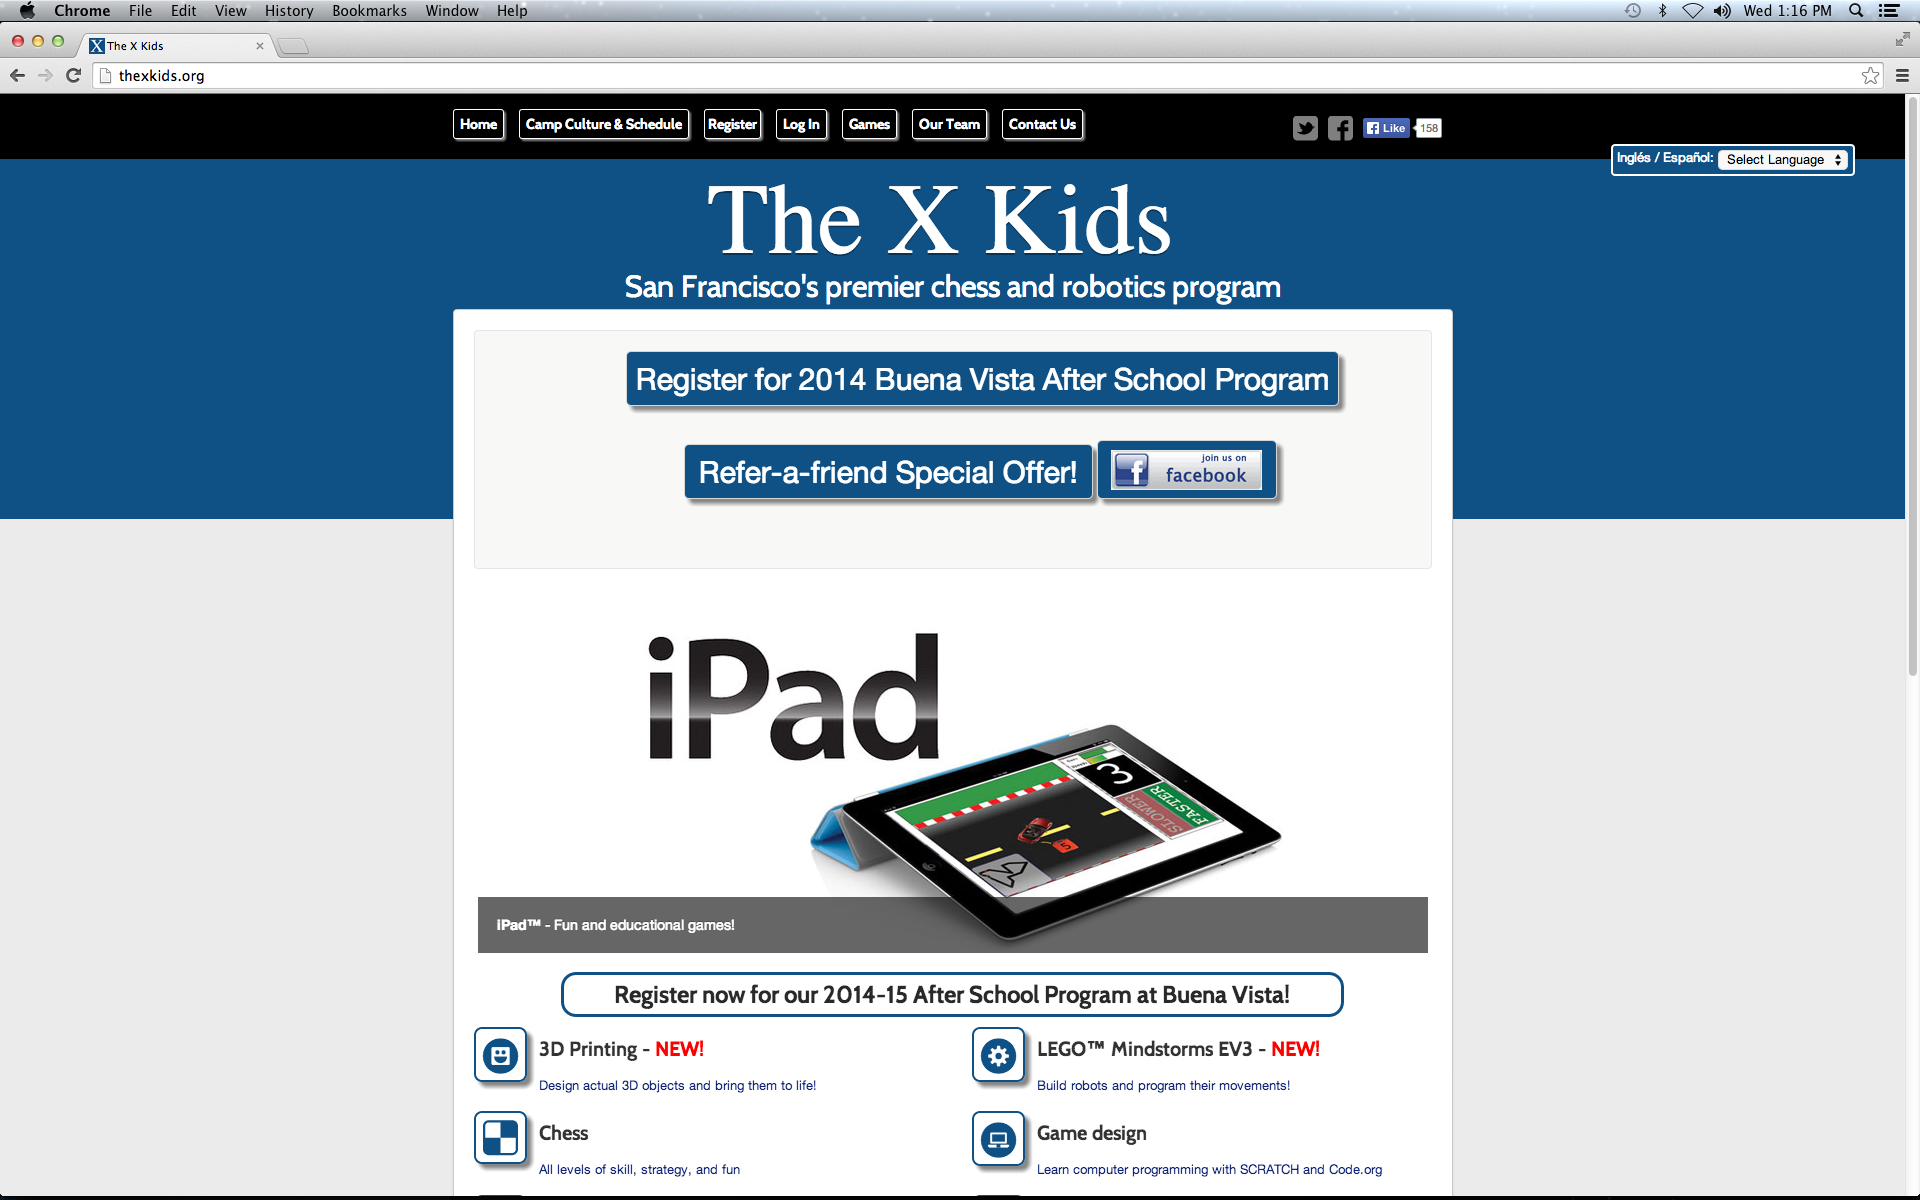 Chrome File Edit View History Bookmarks Window Help Wed 1:16 PM
X The X Kids
thexkids.org
Home Camp Culture & Schedule Register Log In Games Our Team Contact Us Like 158
Inglés / Español: Select Language
The X Kids
San Francisco's premier chess and robotics program
Register for 2014 Buena Vista After School Program
Refer-a-friend Special Offer! join us on
facebook
iPad
3
FASTER
SLOWER
iPad™ - Fun and educational games!
Register now for our 2014-15 After School Program at Buena Vista!
3D Printing - NEW!
Design actual 3D objects and bring them to life!
LEGO™ Mindstorms EV3 - NEW!
Build robots and program their movements!
Chess
All levels of skill, strategy, and fun
Game design
Learn computer programming with SCRATCH and Code.org